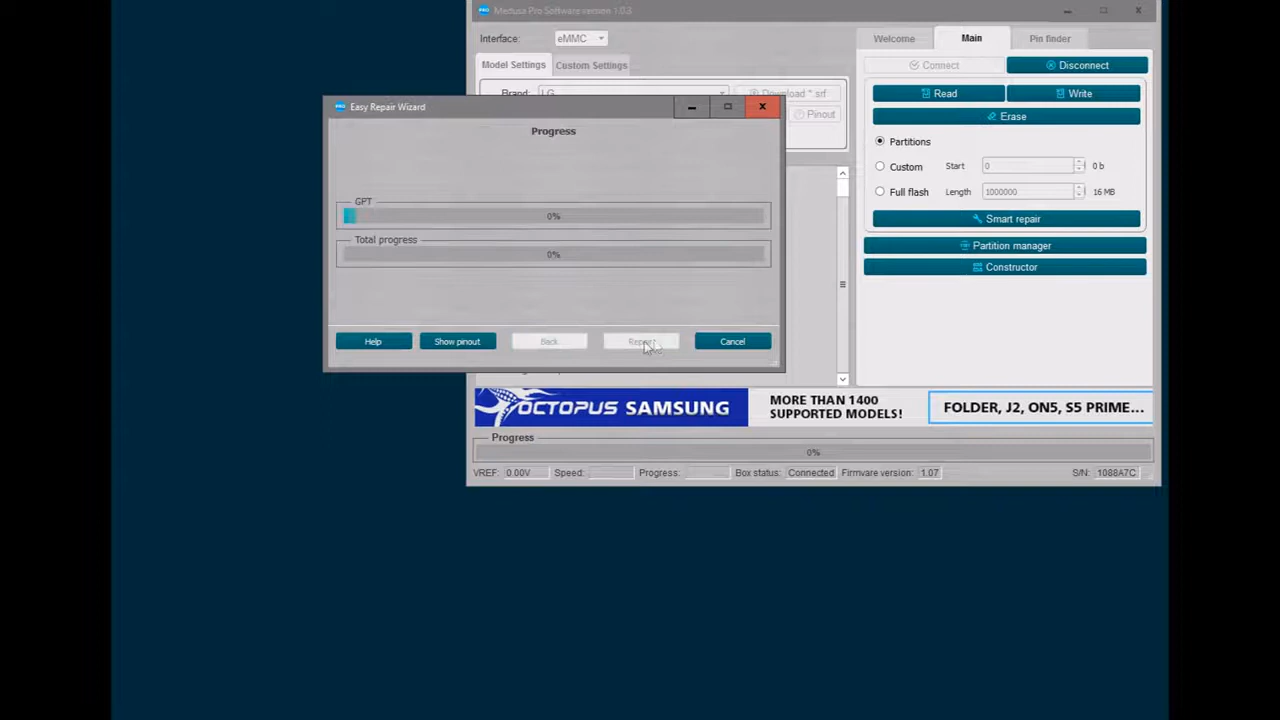 Medusa Pro Software version 1.0.3
Interface: eMMC
Welcome Main Pin finder
Model Settings Custom Settings
Connect Disconnect
Brand: LG Download *.srf
Read Write
Easy Repair Wizard
Pinout
Erase
Progress
Partitions
Custom Start 0 0 b
Full flash Length 1000000 16 MB
GPT
0%
Smart repair
Total progress
Partition manager
0%
Constructor
Help Show pinout Back Repair Cancel
OCTOPUS SAMSUNG
MORE THAN 1400
SUPPORTED MODELS!
FOLDER, J2, ON5, S5 PRIME...
Progress
0%
VREF: 0.00V Speed: Progress: Box status: Connected Firmware version: 1.07 S/N: 1088A7C